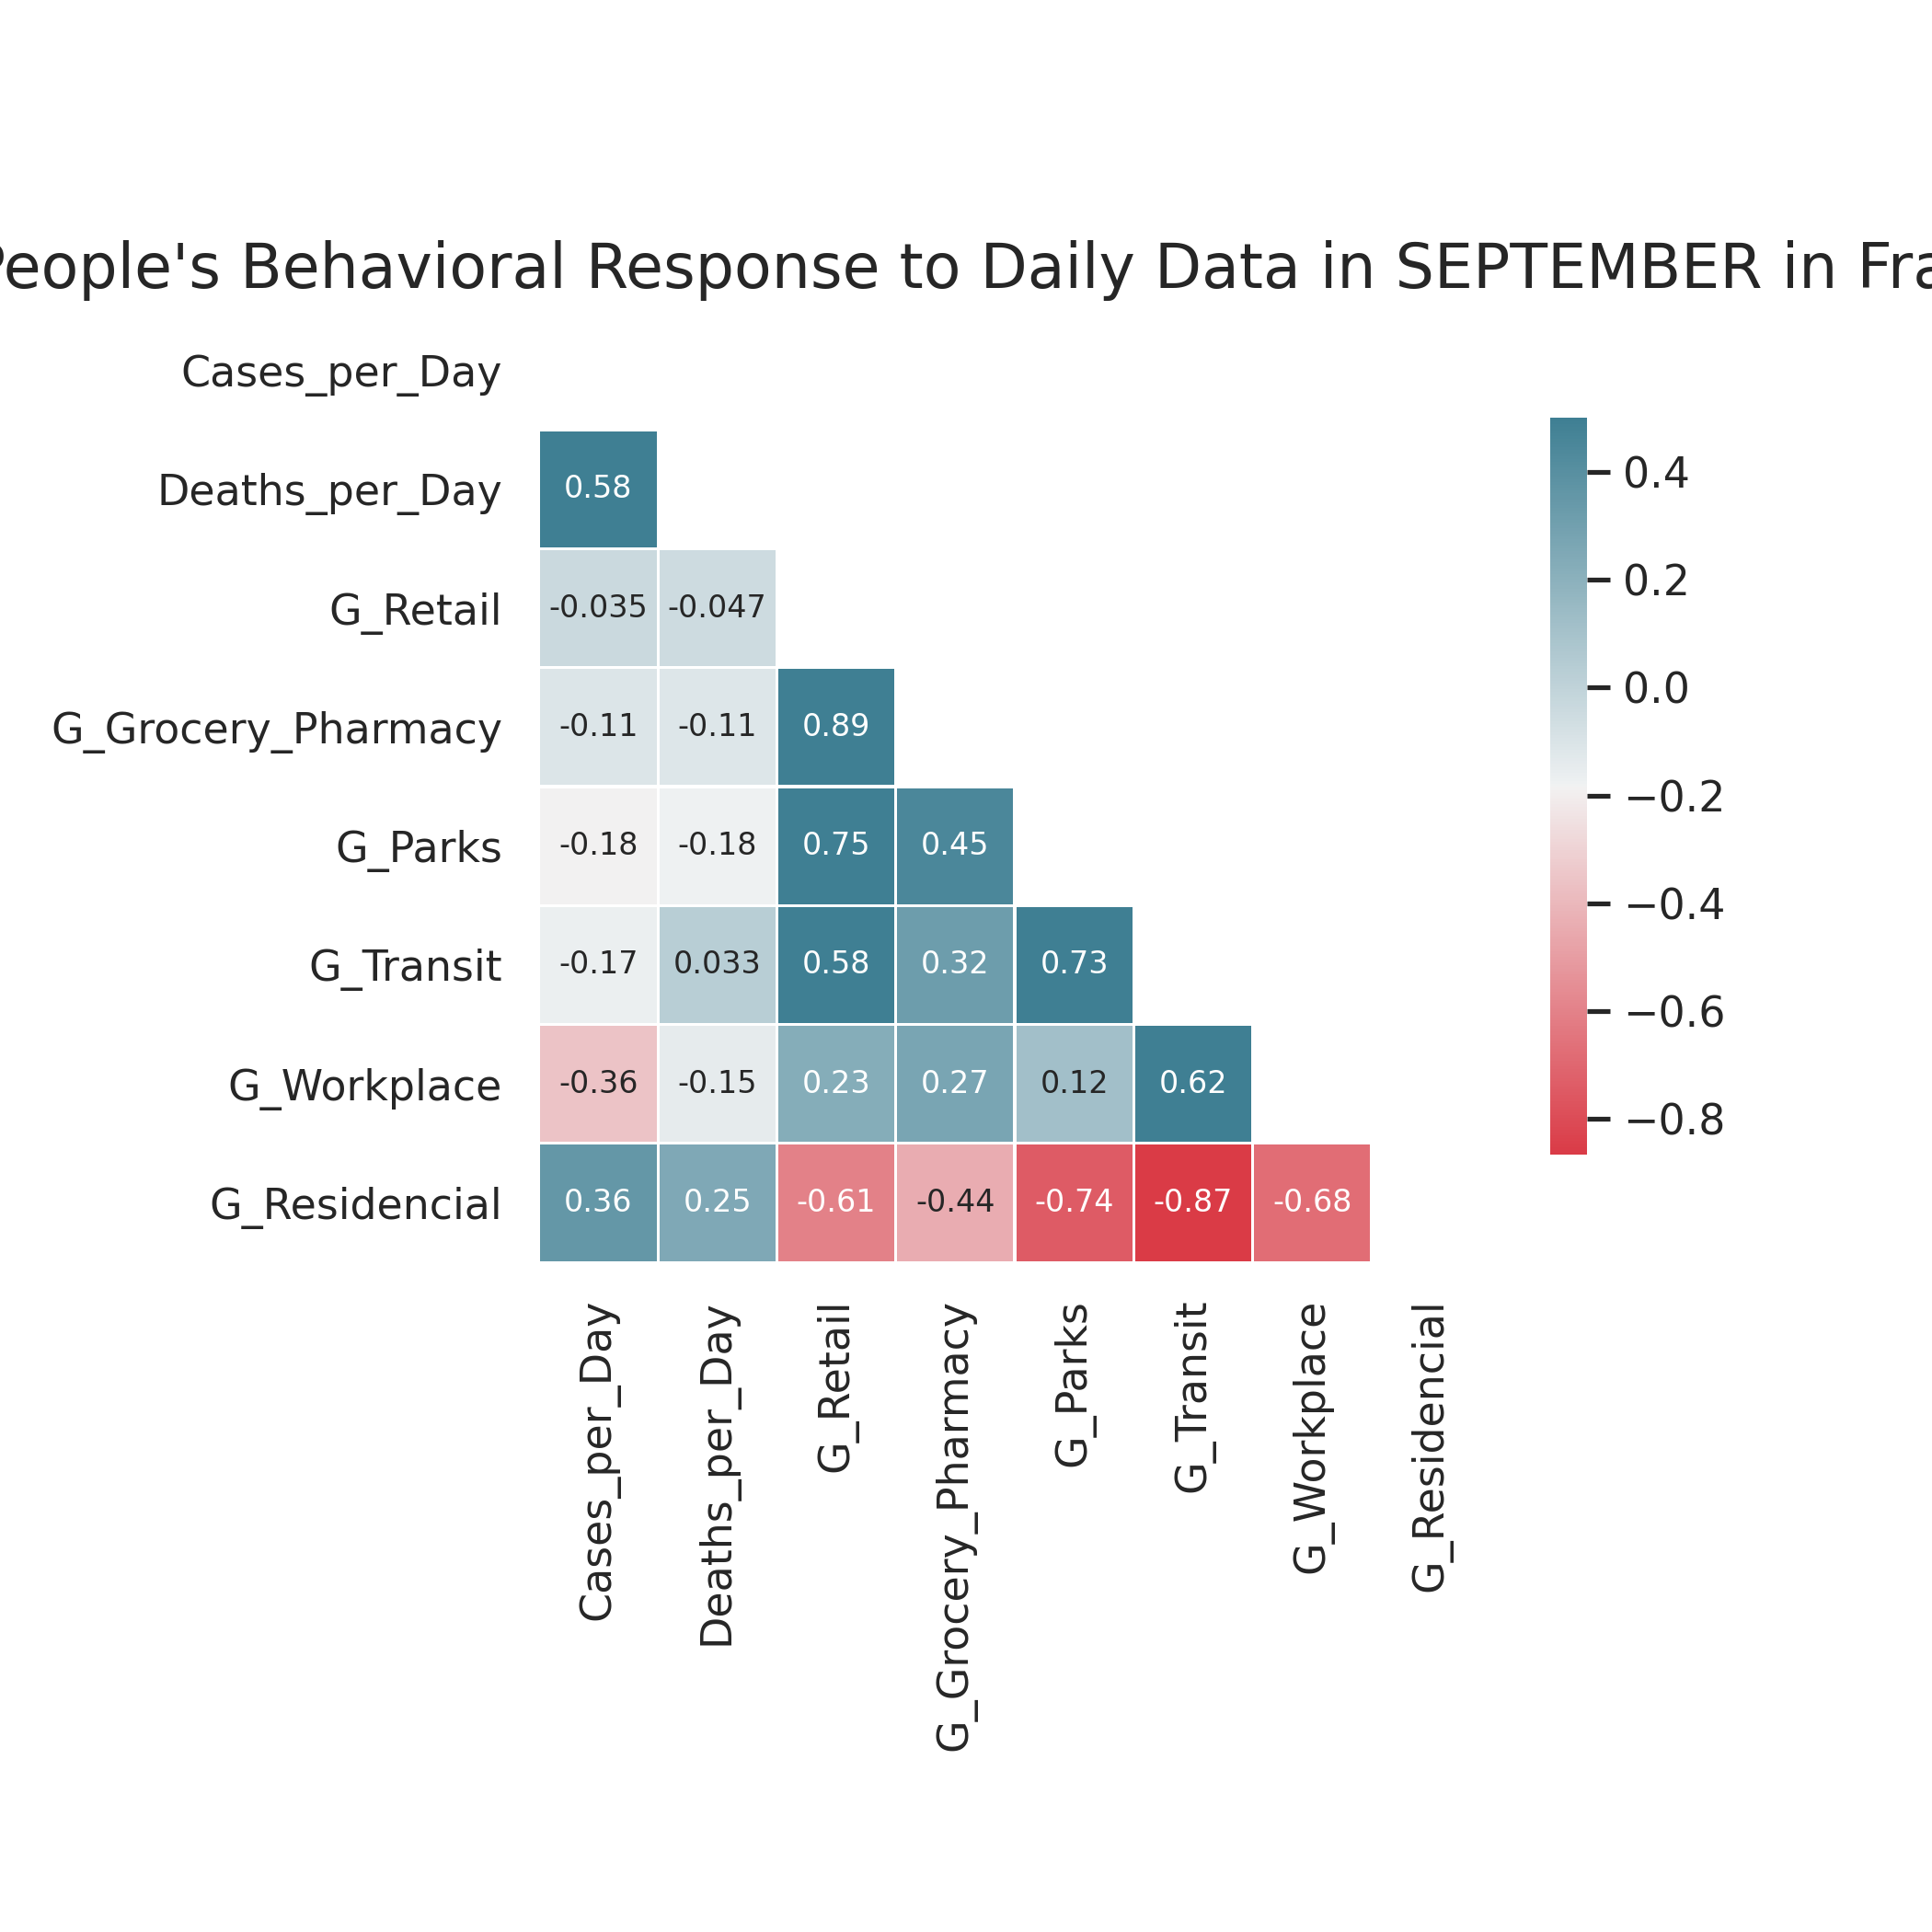 People's Behavioral Response to Daily Data in SEPTEMBER in Fra
Cases_per_Day
Deaths_per_Day 0.58
G_Retail -0.035 -0.047
G_Grocery_Pharmacy -0.11 -0.11 0.89
G_Parks -0.18 -0.18 0.75 0.45
G_Transit -0.17 0.033 0.58 0.32 0.73
G_Workplace -0.36 -0.15 0.23 0.27 0.12 0.62
G_Residencial 0.36 0.25 -0.61 -0.44 -0.74 -0.87 -0.68
Cases_per_Day
Deaths_per_Day
G_Retail
G_Grocery_Pharmacy
G_Parks
G_Transit
G_Workplace
G_Residencial
0.4
0.2
0.0
−0.2
−0.4
−0.6
−0.8